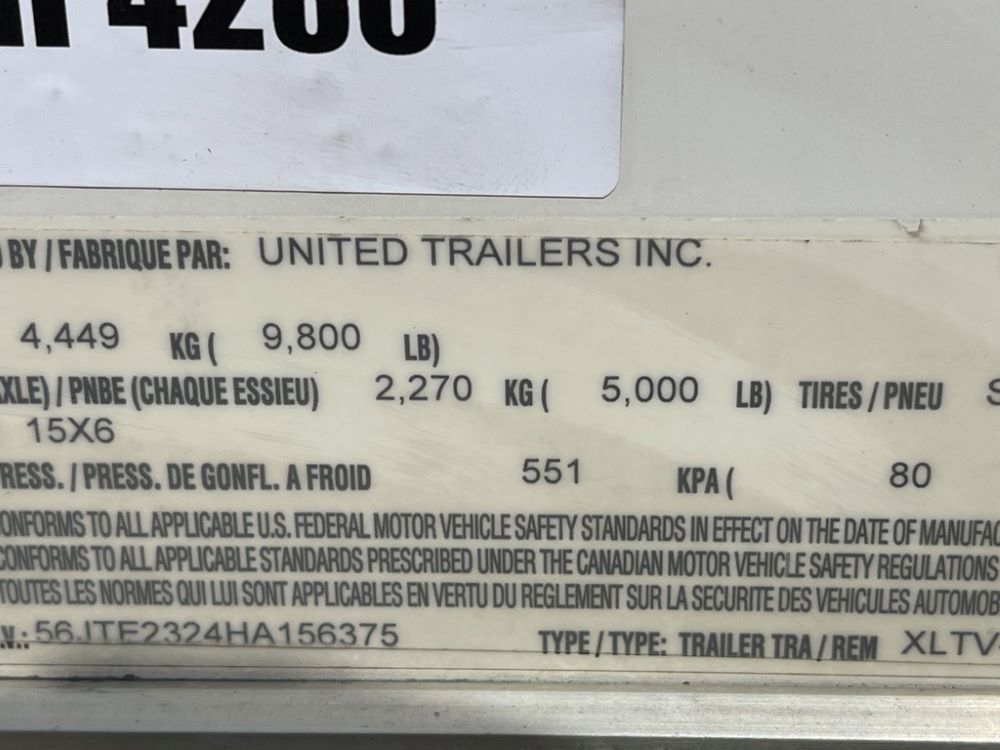 4200
BY / FABRIQUE PAR: UNITED TRAILERS INC.
4,449 KG ( 9,800 LB)
XLE) / PNBE (CHAQUE ESSIEU) 2,270 KG ( 5,000 LB) TIRES / PNEU S
15X6
RESS. / PRESS. DE GONFL. A FROID 551 KPA ( 80
ONFORMS TO ALL APPLICABLE U.S. FEDERAL MOTOR VEHICLE SAFETY STANDARDS IN EFFECT ON THE DATE OF MANUFAC
CONFORMS TO ALL APPLICABLE STANDARDS PRESCRIBED UNDER THE CANADIAN MOTOR VEHICLE SAFETY REGULATIONS
TOUTES LES NORMES QUI LUI SONT APPLICABLES EN VERTU DU REGLEMENT SUR LA SECURITE DES VEHICULES AUTOMOB
.V.: 56JTE2324HA156375 TYPE / TYPE: TRAILER TRA / REM XLTV